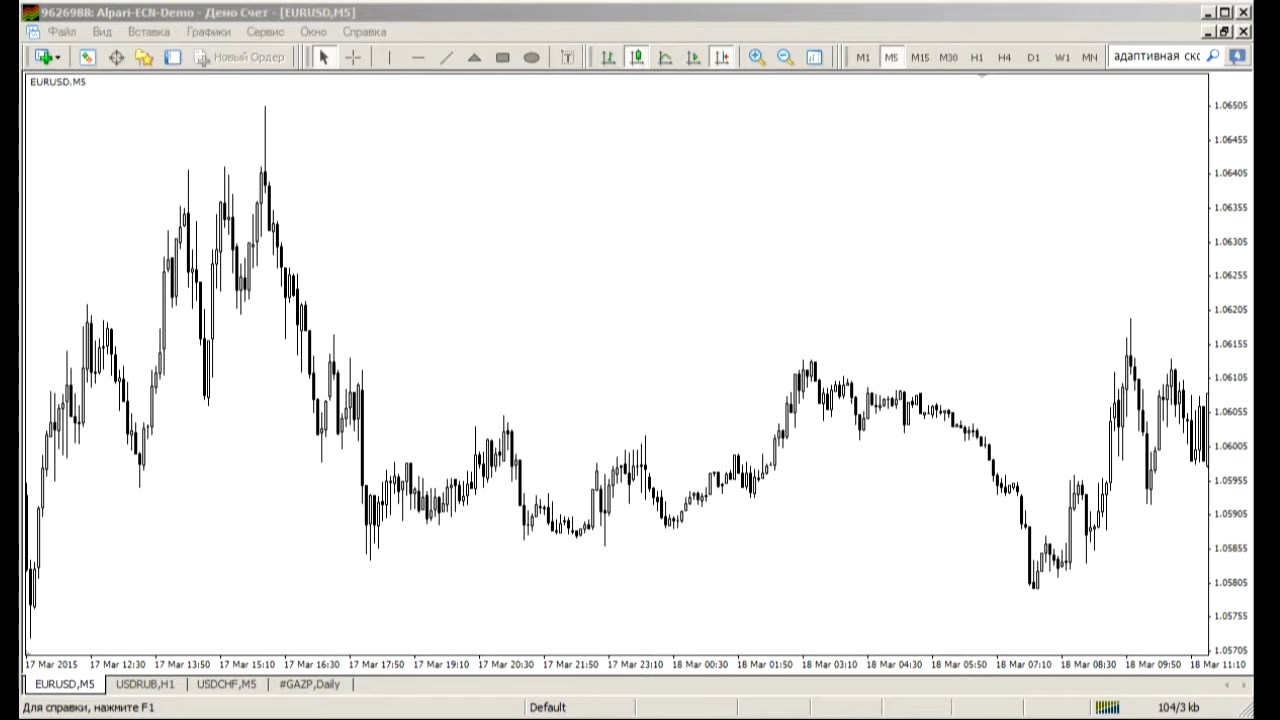 9626988: Alpari-ECN-Demo - Демо Счет - [EURUSD,M5]
Файл Вид Вставка Графики Сервис Окно Справка
Новый Ордер T M1 M5 M15 M30 H1 H4 D1 W1 MN адаптивная скс
EURUSD,M5
1.06505
1.06455
1.06405
1.06355
1.06305
1.06255
1.06205
1.06155
1.06105
1.06055
1.06005
1.05955
1.05905
1.05855
1.05805
1.05755
1.05705
17 Mar 2015 17 Mar 12:30 17 Mar 13:50 17 Mar 15:10 17 Mar 16:30 17 Mar 17:50 17 Mar 19:10 17 Mar 20:30 17 Mar 21:50 17 Mar 23:10 18 Mar 00:30 18 Mar 01:50 18 Mar 03:10 18 Mar 04:30 18 Mar 05:50 18 Mar 07:10 18 Mar 08:30 18 Mar 09:50 18 Mar 11:10
EURUSD,M5 USDRUB,H1 USDCHF,M5 #GAZP,Daily
Для справки, нажмите F1 Default 104/3 kb